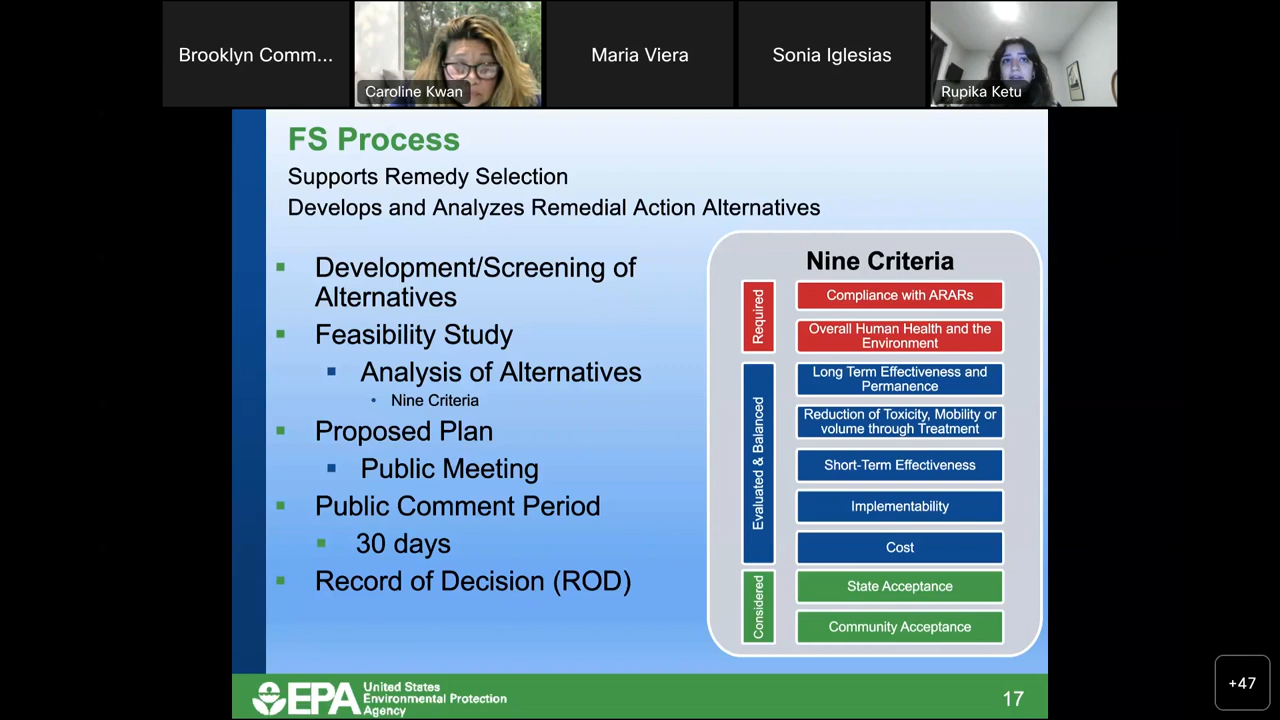 Brooklyn Comm...
Caroline Kwan
Maria Viera
Sonia Iglesias
Rupika Ketu
FS Process
Supports Remedy Selection
Develops and Analyzes Remedial Action Alternatives
Development/Screening of
Alternatives
Feasibility Study
Analysis of Alternatives
Nine Criteria
Proposed Plan
Public Meeting
Public Comment Period
30 days
Record of Decision (ROD)
Nine Criteria
Required
Compliance with ARARs
Overall Human Health and the
Environment
Evaluated & Balanced
Long Term Effectiveness and
Permanence
Reduction of Toxicity, Mobility or
volume through Treatment
Short-Term Effectiveness
Implementability
Cost
Considered
State Acceptance
Community Acceptance
EPA
United States
Environmental Protection
Agency
17
+47